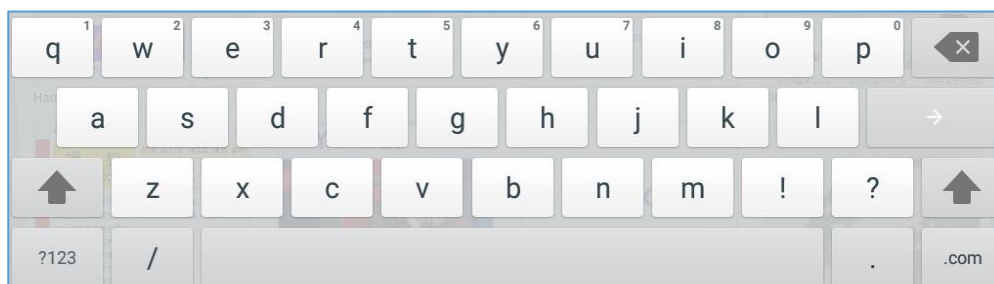 q 1 w 2 e 3 r 4 t 5 y 6 u 7 i 8 o 9 p 0
a s d f g h j k l
z x c v b n m ! ?
?123 / . .com